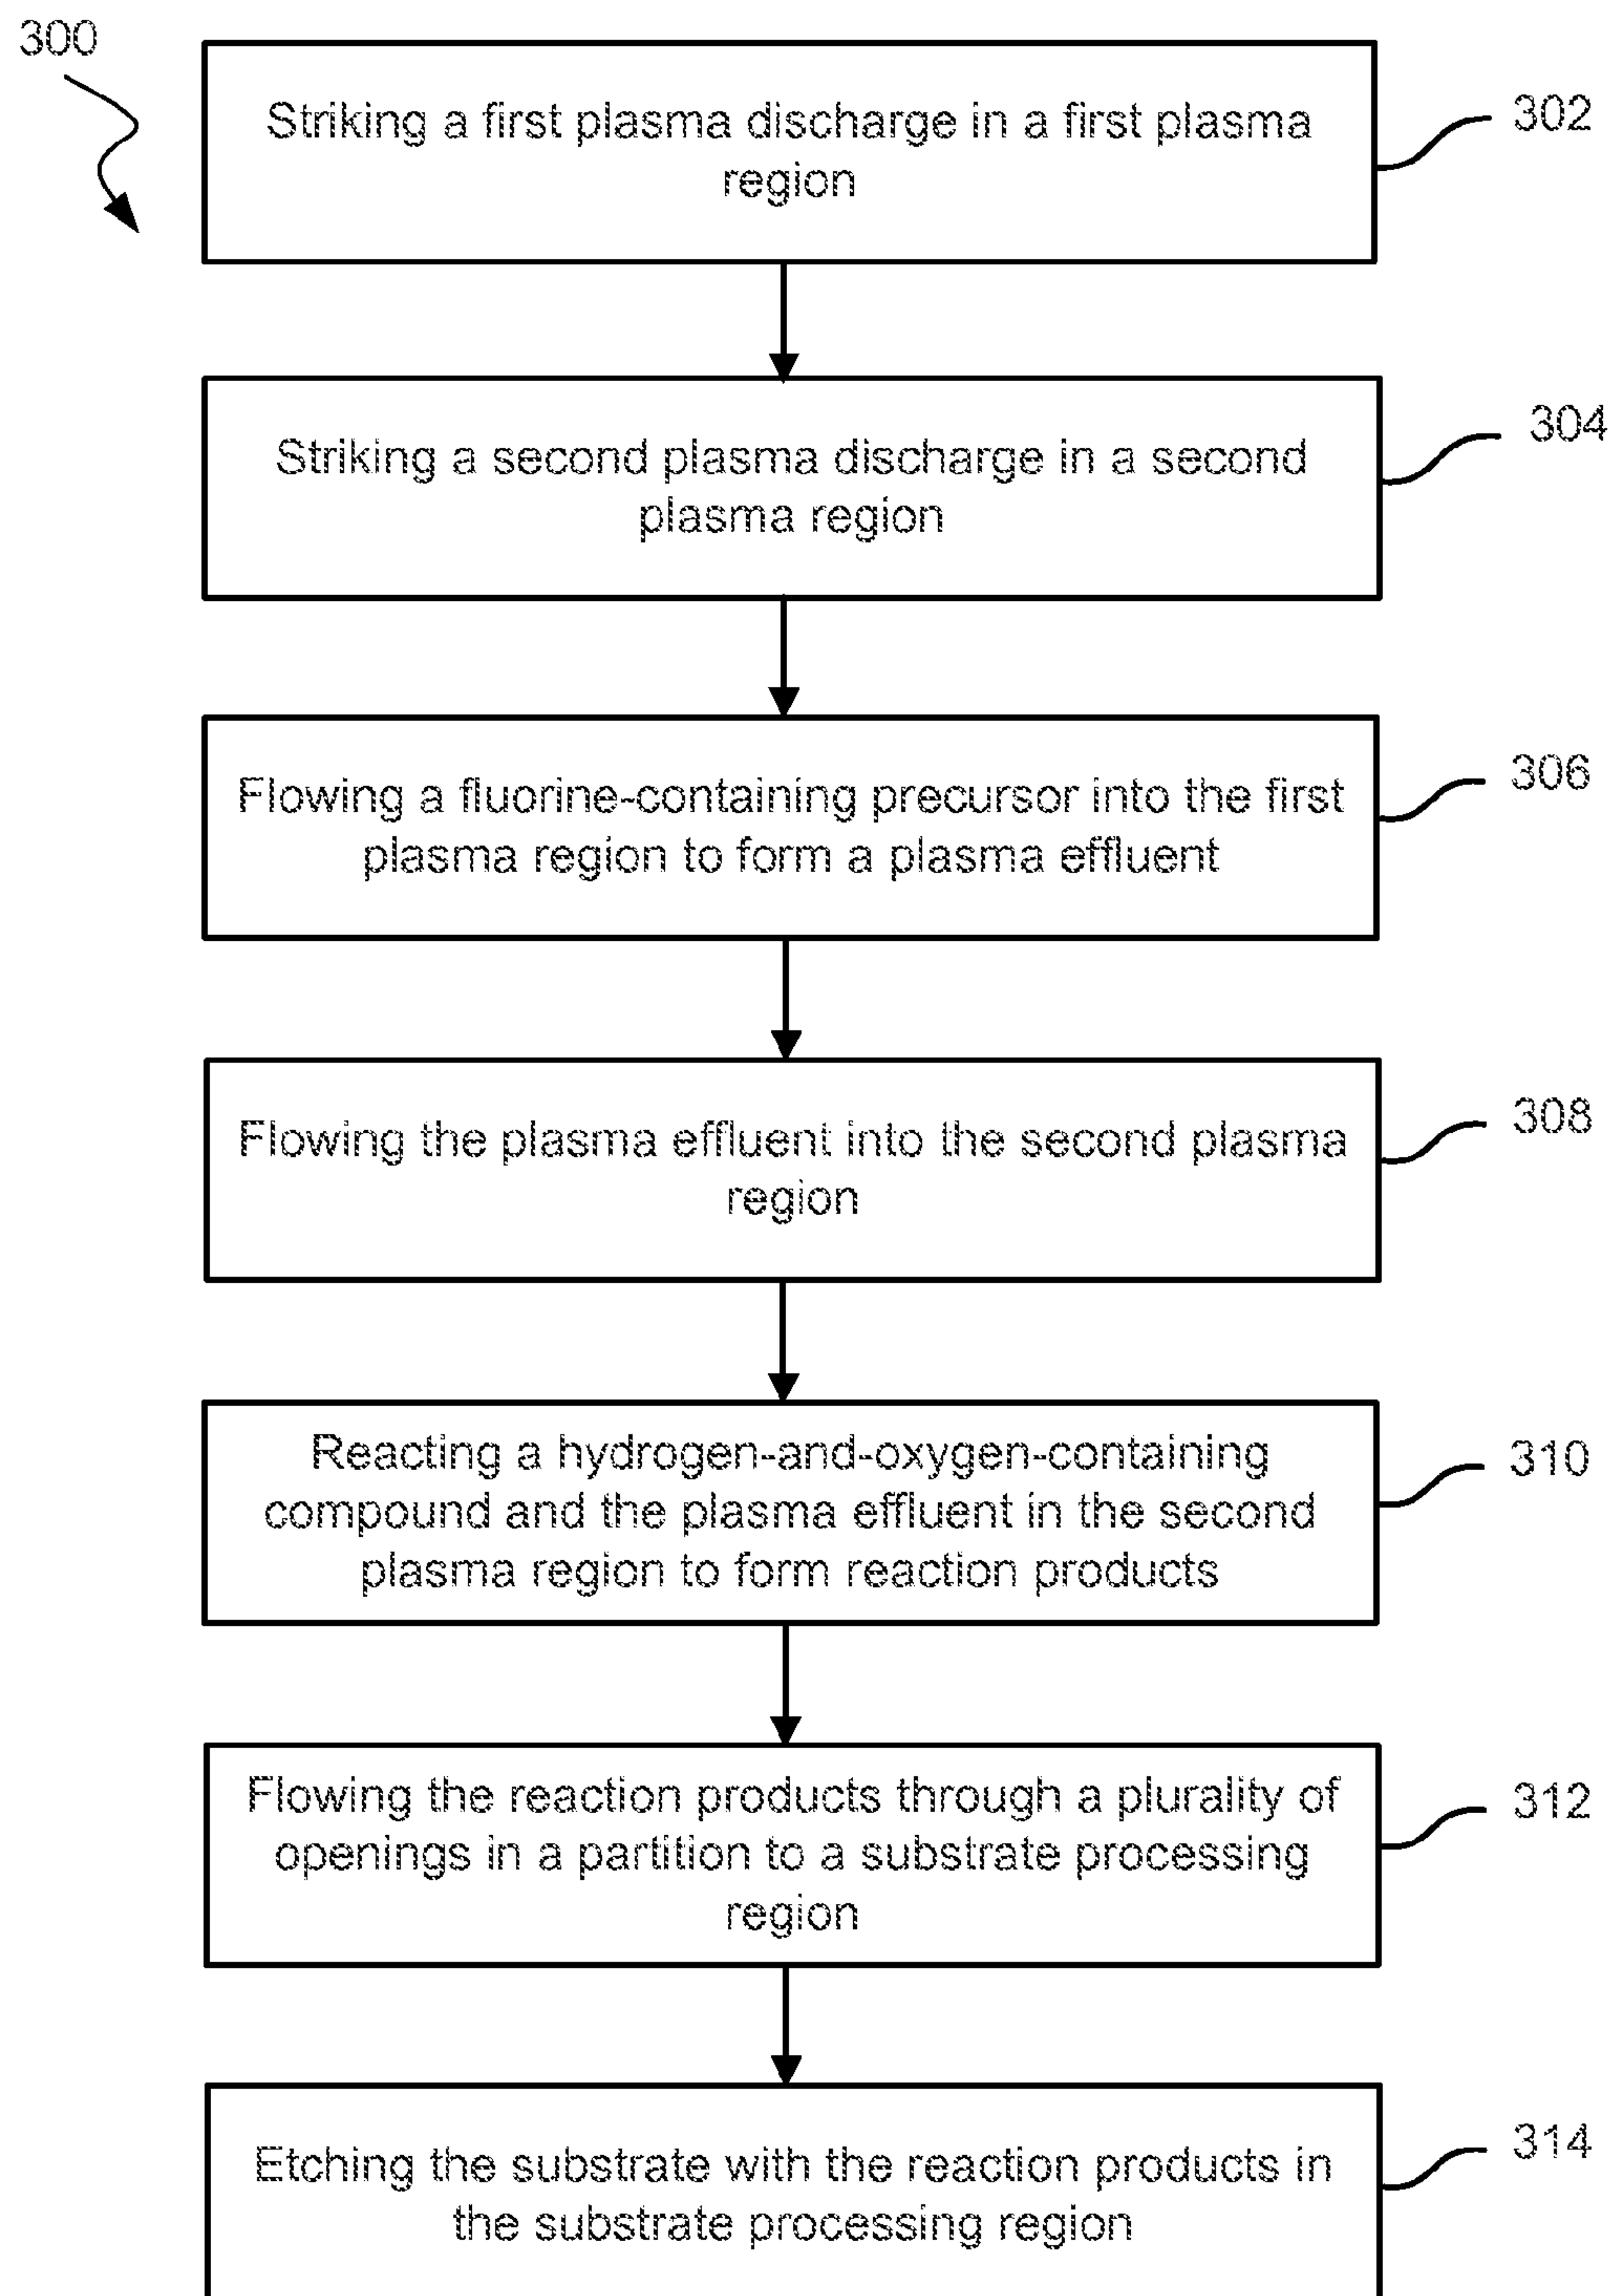 300
Striking a first plasma discharge in a first plasma
region
302
Striking a second plasma discharge in a second
plasma region
304
Flowing a fluorine-containing precursor into the first
plasma region to form a plasma effluent
306
Flowing the plasma effluent into the second plasma
region
308
Reacting a hydrogen-and-oxygen-containing
compound and the plasma effluent in the second
plasma region to form reaction products
310
Flowing the reaction products through a plurality of
openings in a partition to a substrate processing
region
312
Etching the substrate with the reaction products in
the substrate processing region
314